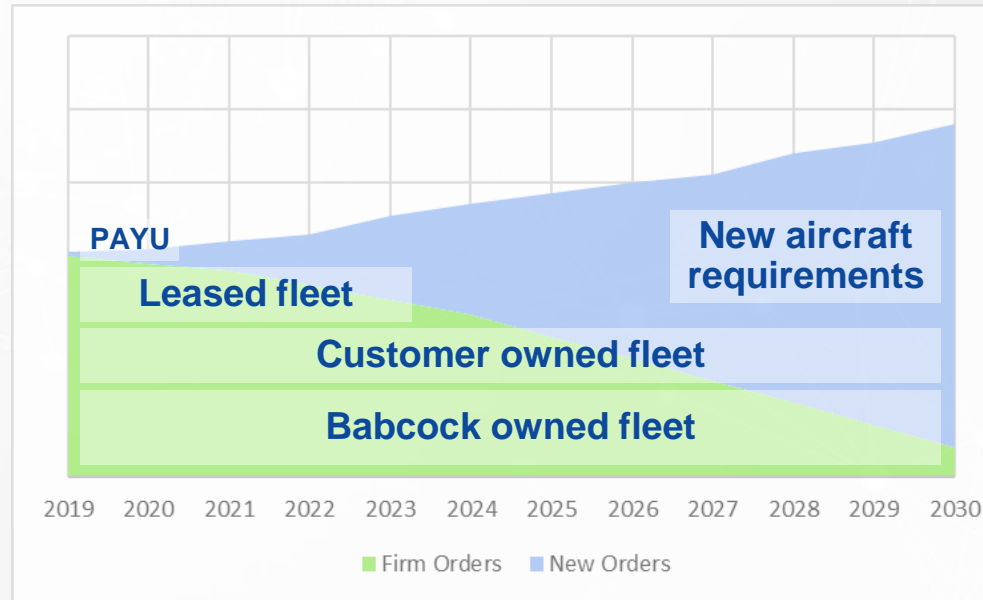 PAYU
Leased fleet
New aircraft
requirements
Customer owned fleet
Babcock owned fleet
2019 2020 2021 2022 2023 2024 2025 2026 2027 2028 2029 2030
Firm Orders New Orders